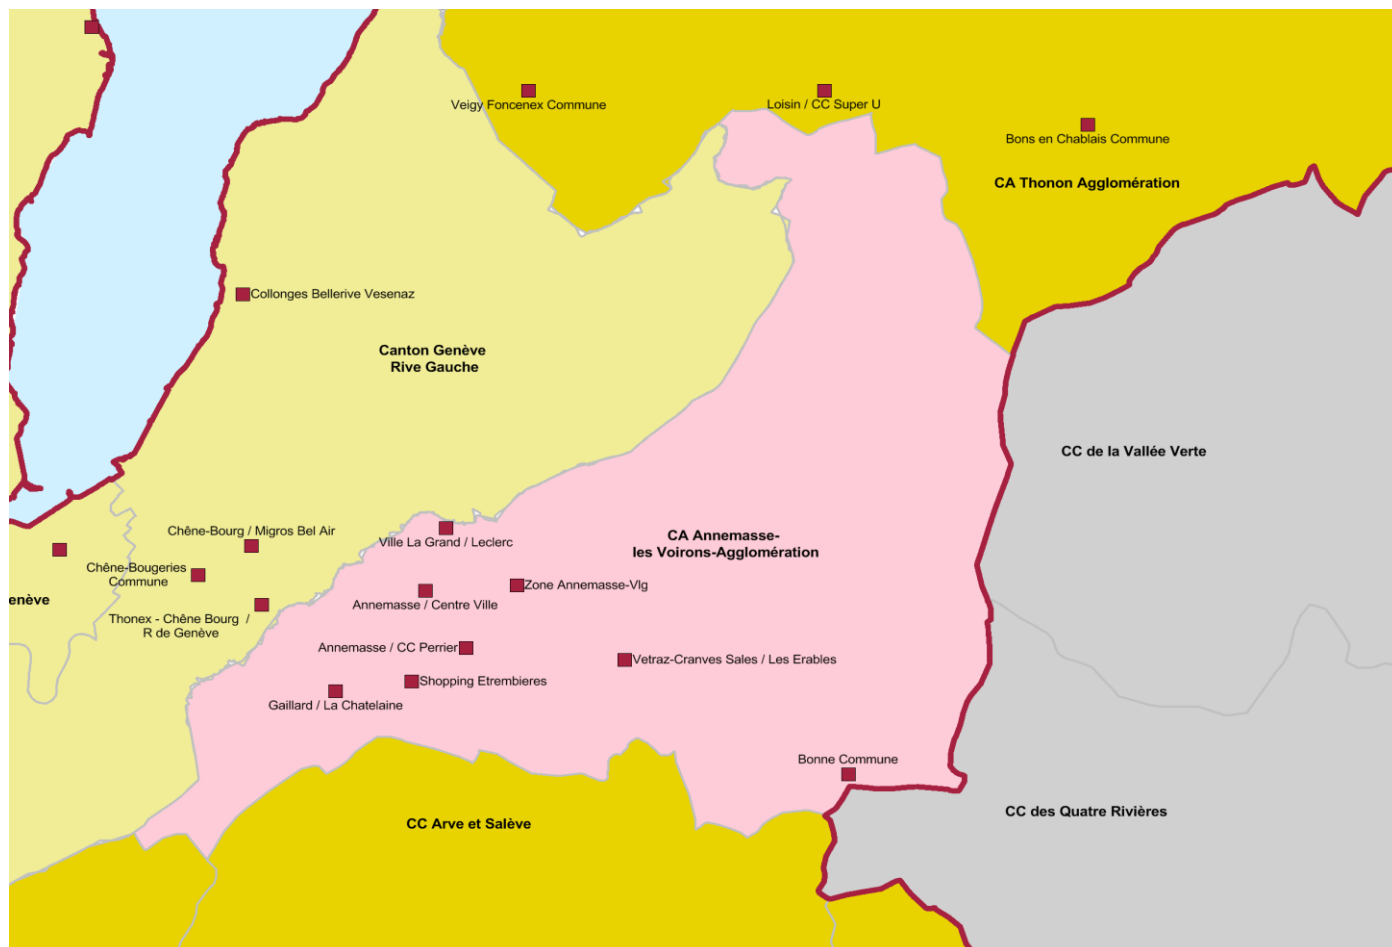 Veigy Foncenex Commune
Loisin / CC Super U
Bons en Chablais Commune
CA Thonon Agglomération
Collonges Bellerive Vesenaz
Canton Genève
Rive Gauche
CC de la Vallée Verte
Chêne-Bourg / Migros Bel Air
Ville La Grand / Leclerc
CA Annemasse-
les Voirons-Agglomération
Chêne-Bougeries
Commune
Zone Annemasse-Vlg
enève
Annemasse / Centre Ville
Thonex - Chêne Bourg /
R de Genève
Annemasse / CC Perrier
Vetraz-Cranves Sales / Les Erables
Shopping Etrembieres
Gaillard / La Chatelaine
Bonne Commune
CC Arve et Salève
CC des Quatre Rivières